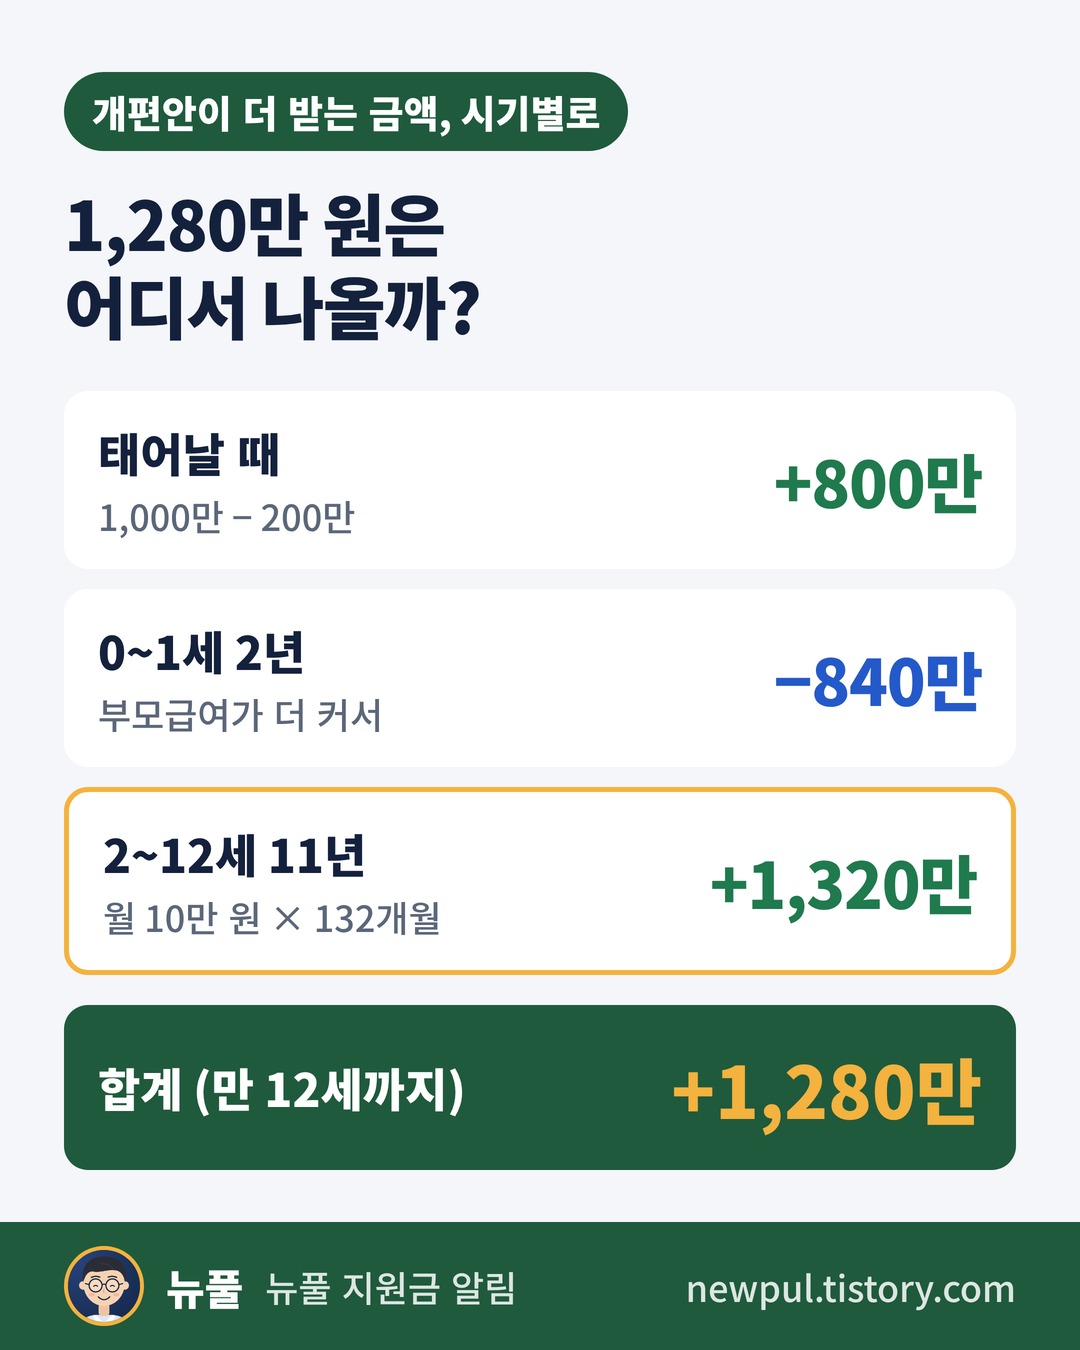 개편안이 더 받는 금액, 시기별로
1,280만 원은
어디서 나올까?
태어날 때
1,000만 − 200만
+800만
0~1세 2년
부모급여가 더 커서
−840만
2~12세 11년
월 10만 원 × 132개월
+1,320만
합계 (만 12세까지)
+1,280만
뉴풀 뉴풀 지원금 알림
newpul.tistory.com